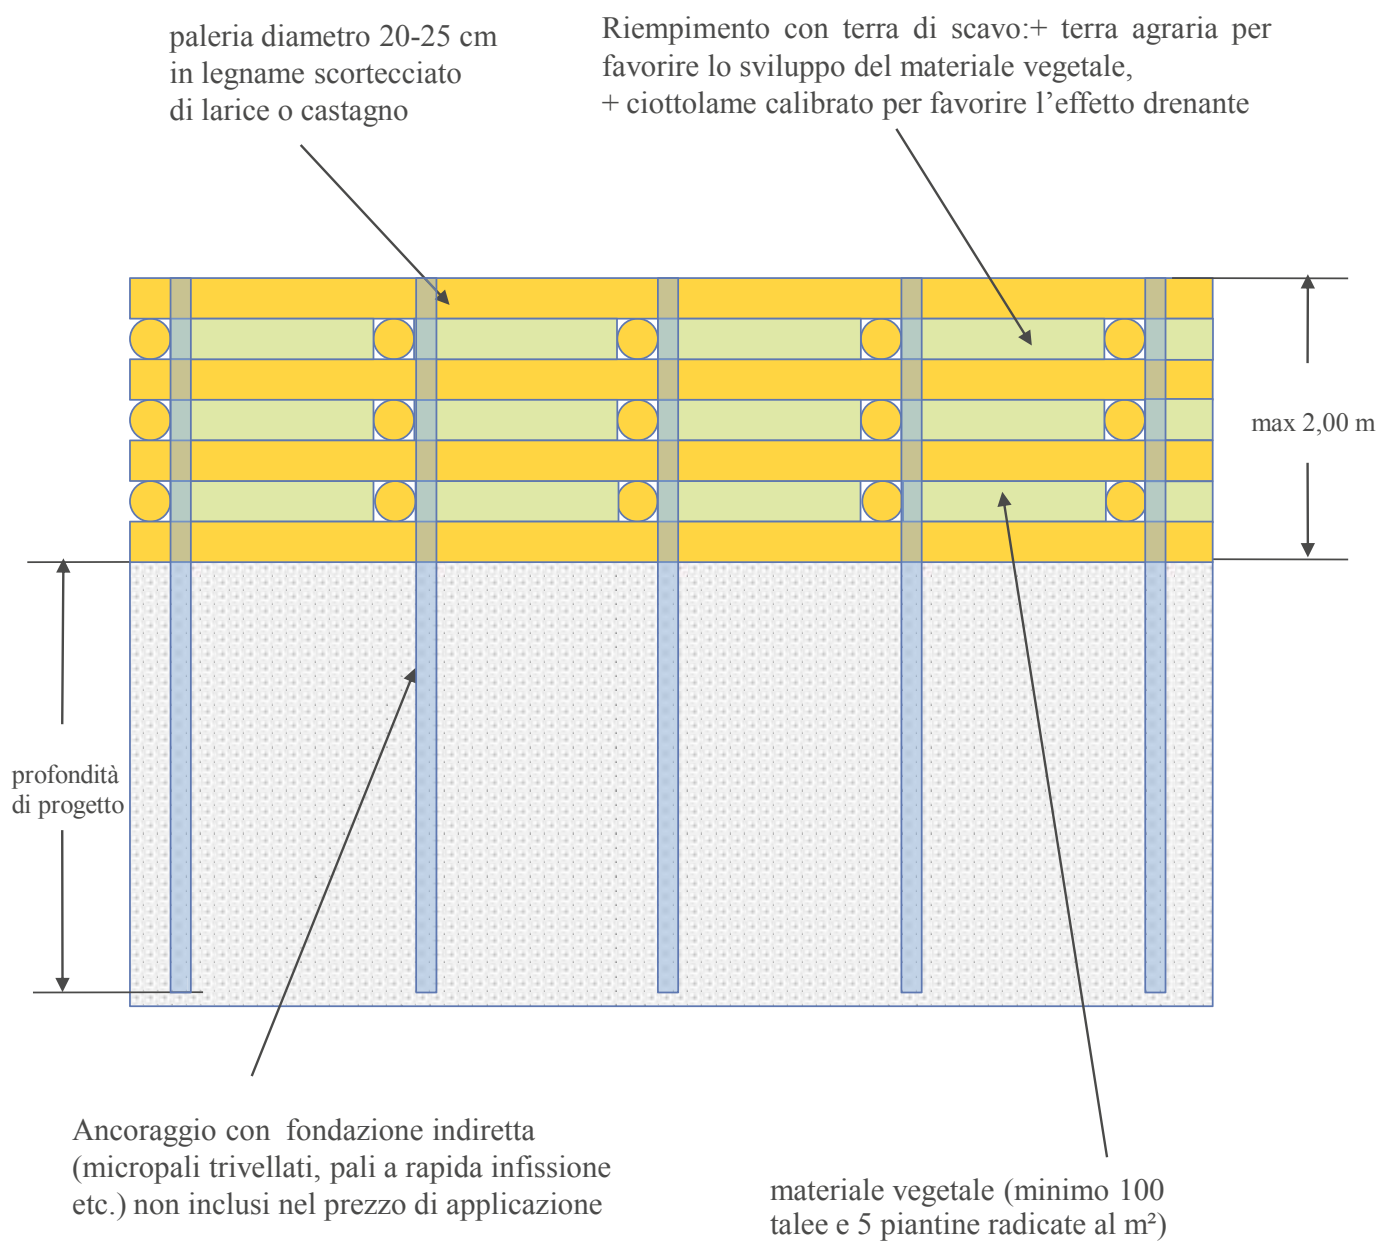 paleria diametro 20-25 cm
in legname scortecciato
di larice o castagno
Riempimento con terra di scavo:+ terra agraria per
favorire lo sviluppo del materiale vegetale,
+ ciottolame calibrato per favorire l’effetto drenante
max 2,00 m
profondità
di progetto
Ancoraggio con fondazione indiretta
(micropali trivellati, pali a rapida infissione
etc.) non inclusi nel prezzo di applicazione
materiale vegetale (minimo 100
talee e 5 piantine radicate al m²)